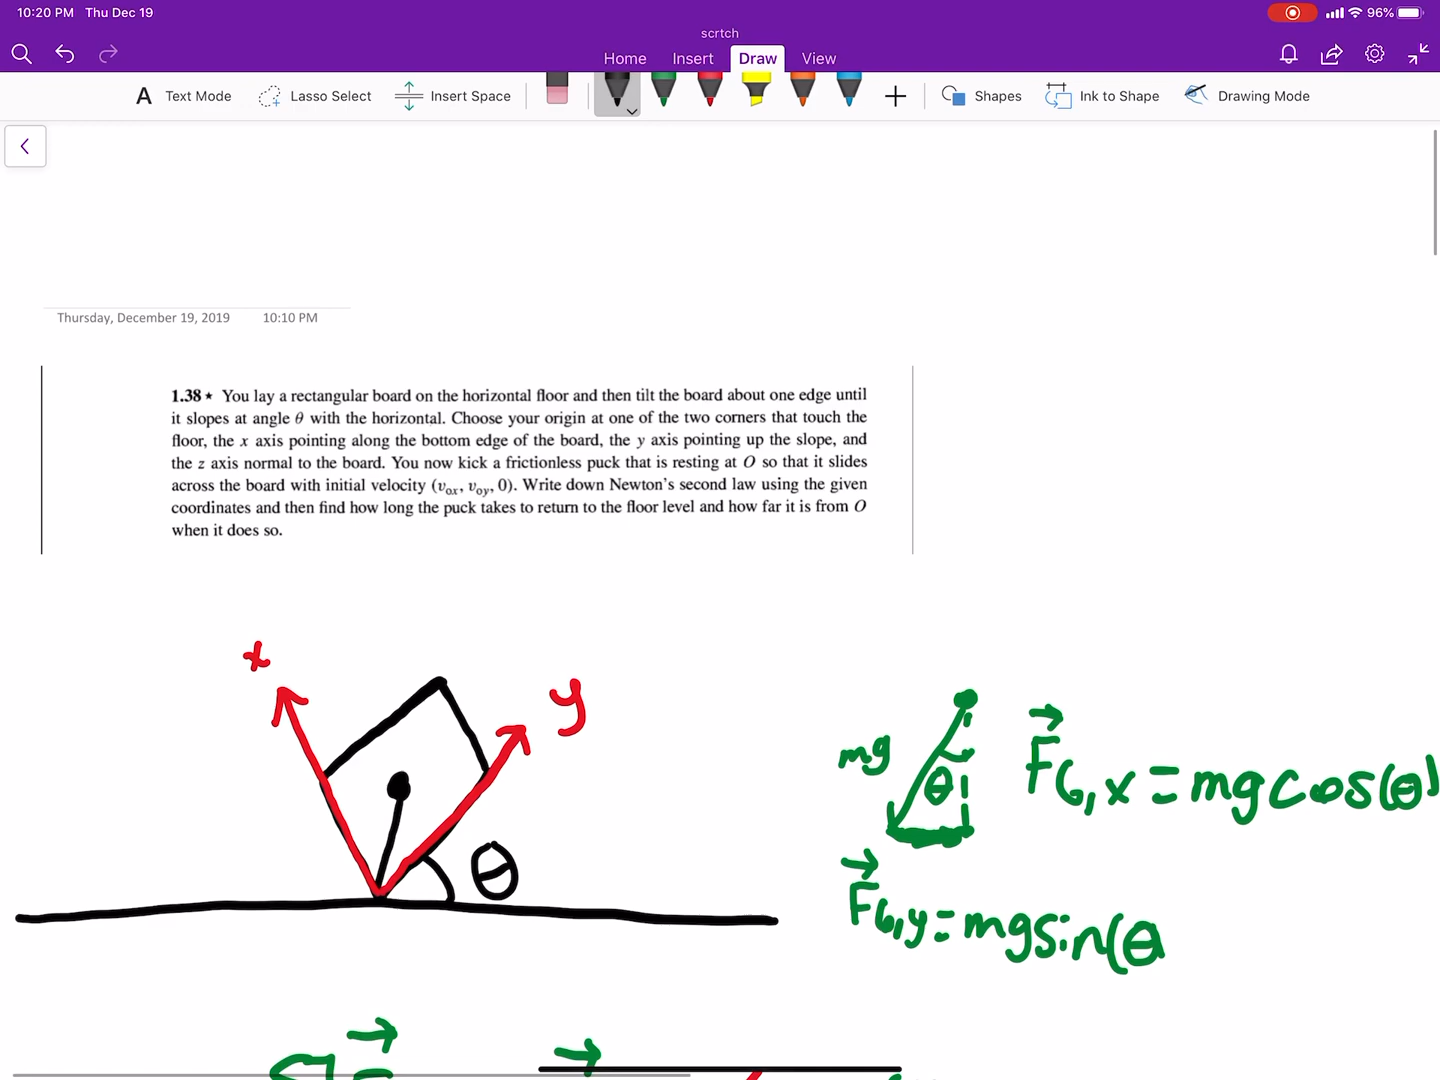 10:20 PM Thu Dec 19
96%
scrtch
Home Insert Draw View
A Text Mode Lasso Select Insert Space Shapes Ink to Shape Drawing Mode
Thursday, December 19, 2019 10:10 PM
1.38 ⋆ You lay a rectangular board on the horizontal floor and then tilt the board about one edge until
it slopes at angle θ with the horizontal. Choose your origin at one of the two corners that touch the
floor, the x axis pointing along the bottom edge of the board, the y axis pointing up the slope, and
the z axis normal to the board. You now kick a frictionless puck that is resting at O so that it slides
across the board with initial velocity (vox, voy, 0). Write down Newton's second law using the given
coordinates and then find how long the puck takes to return to the floor level and how far it is from O
when it does so.
x
y
θ
mg
θ
F⃗G,x = mgcos(θ)
F⃗G,y = mgsin(θ